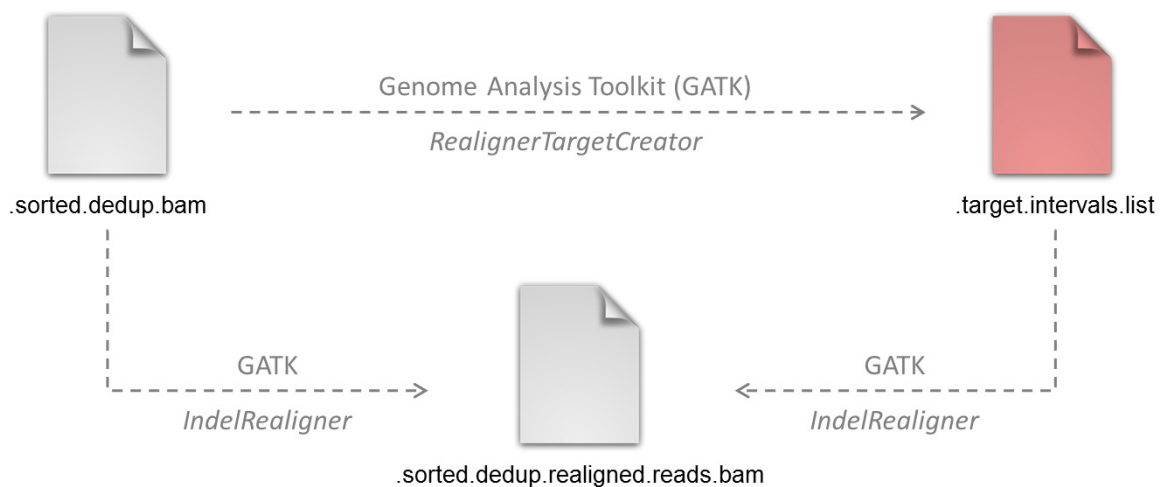 Genome Analysis Toolkit (GATK)
RealignerTargetCreator
.sorted.dedup.bam
.target.intervals.list
GATK
IndelRealigner
GATK
IndelRealigner
.sorted.dedup.realigned.reads.bam